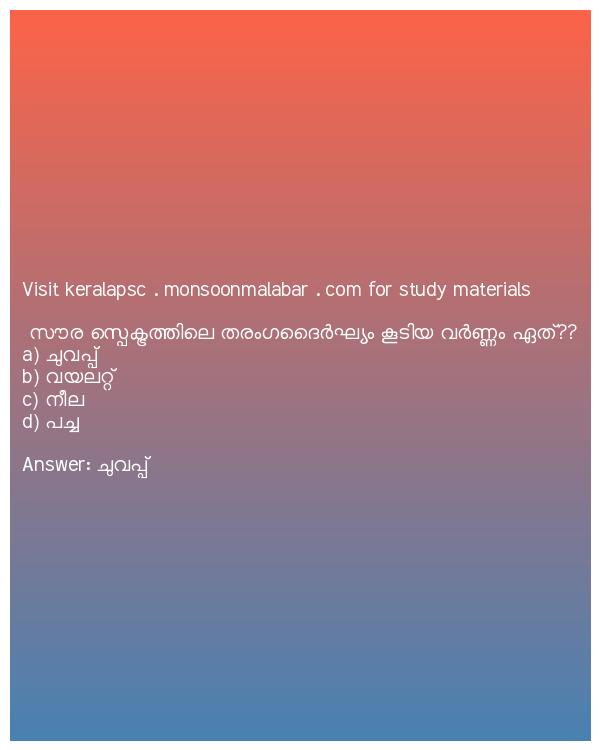 Visit keralapsc . monsoonmalabar . com for study materials
സൗര സ്പെക്ട്രത്തിലെ തരംഗദൈർഘ്യം കൂടിയ വർണ്ണം ഏത്??
a) ചുവപ്പ്
b) വയലറ്റ്
c) നീല
d) പച്ച
Answer: ചുവപ്പ്